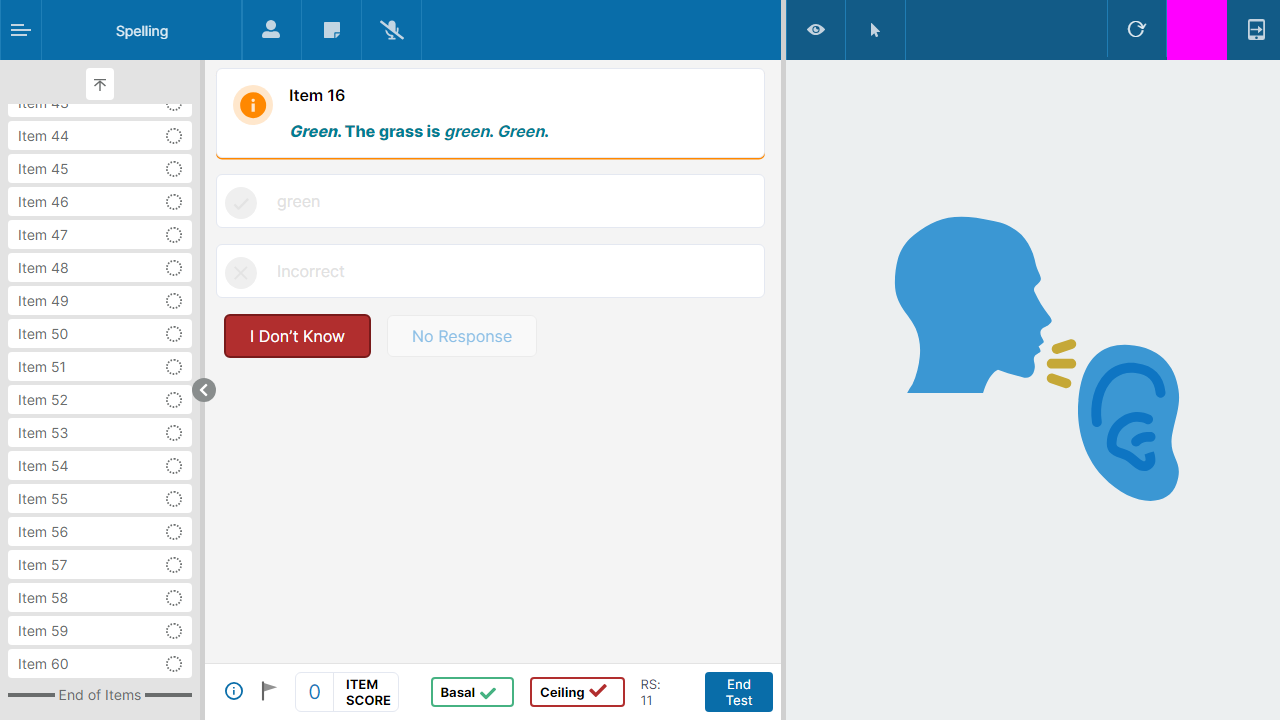 Spelling
Item 43
Item 44
Item 45
Item 46
Item 47
Item 48
Item 49
Item 50
Item 51
Item 52
Item 53
Item 54
Item 55
Item 56
Item 57
Item 58
Item 59
Item 60
End of Items
Item 16
Green. The grass is green. Green.
green
Incorrect
I Don’t Know
No Response
0
ITEM
SCORE
Basal
Ceiling
RS:
11
End
Test